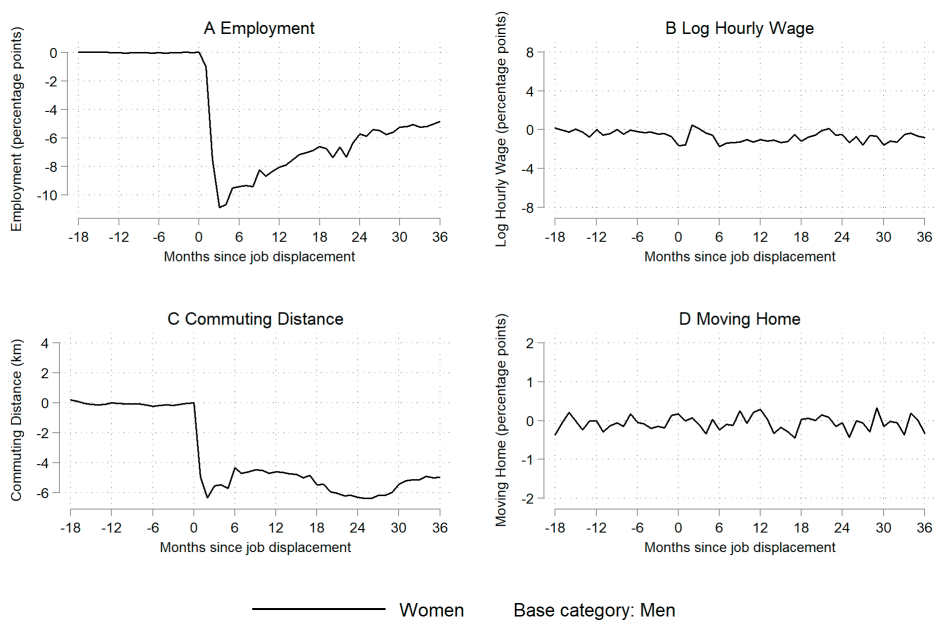 A Employment
Employment (percentage points)
0
-2
-4
-6
-8
-10
-18 -12 -6 0 6 12 18 24 30 36
Months since job displacement
B Log Hourly Wage
Log Hourly Wage (percentage points)
8
4
0
-4
-8
-18 -12 -6 0 6 12 18 24 30 36
Months since job displacement
C Commuting Distance
Commuting Distance (km)
4
2
0
-2
-4
-6
-18 -12 -6 0 6 12 18 24 30 36
Months since job displacement
D Moving Home
Moving Home (percentage points)
2
1
0
-1
-2
-18 -12 -6 0 6 12 18 24 30 36
Months since job displacement
Women Base category: Men